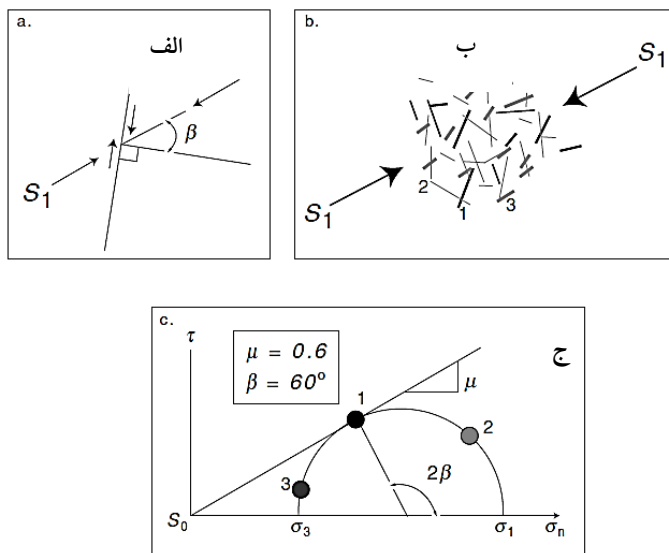 a.
الف
β
S₁
b.
ب
S₁
S₁
2
1
3
c.
ج
τ
μ = 0.6
β = 60°
μ
1
2
3
2β
S₀
σ₃
σ₁
σₙ